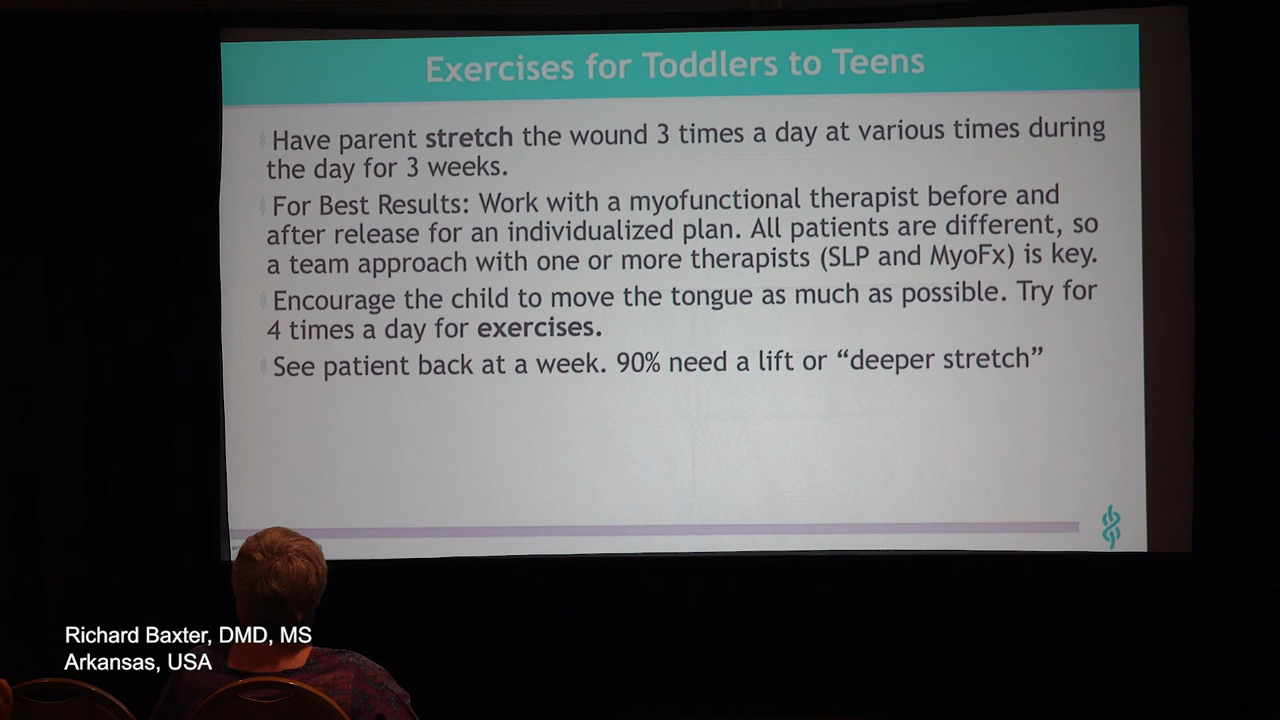 Exercises for Toddlers to Teens
Have parent stretch the wound 3 times a day at various times during
the day for 3 weeks.
For Best Results: Work with a myofunctional therapist before and
after release for an individualized plan. All patients are different, so
a team approach with one or more therapists (SLP and MyoFx) is key.
Encourage the child to move the tongue as much as possible. Try for
4 times a day for exercises.
See patient back at a week. 90% need a lift or “deeper stretch”
Richard Baxter, DMD, MS
Arkansas, USA